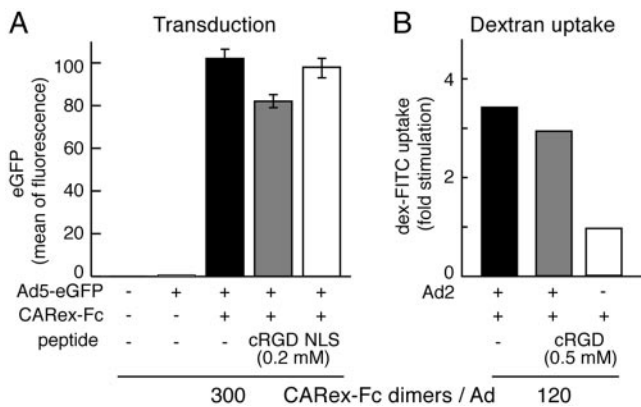 A
Transduction
eGFP
(mean of fluorescence)
100
80
60
40
20
0
Ad5-eGFP - + + + +
CARex-Fc - - + + +
peptide - - - cRGD NLS
(0.2 mM)
B
Dextran uptake
dex-FITC uptake
(fold stimulation)
4
2
0
Ad2 + + -
+ + +
- cRGD
(0.5 mM)
300 CARex-Fc dimers / Ad 120